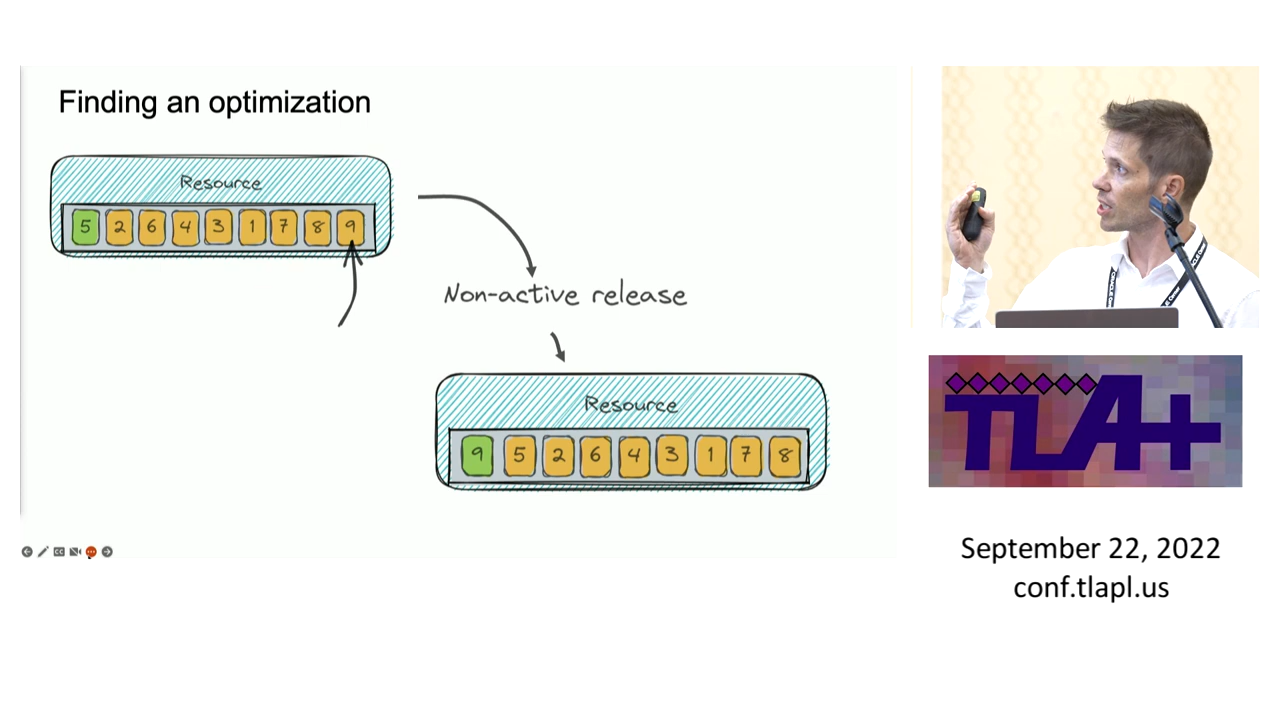 Finding an optimization
Resource
5 2 6 4 3 1 7 8 9
Non-active release
Resource
9 5 2 6 4 3 1 7 8
CC
TLA+
September 22, 2022
conf.tlapl.us